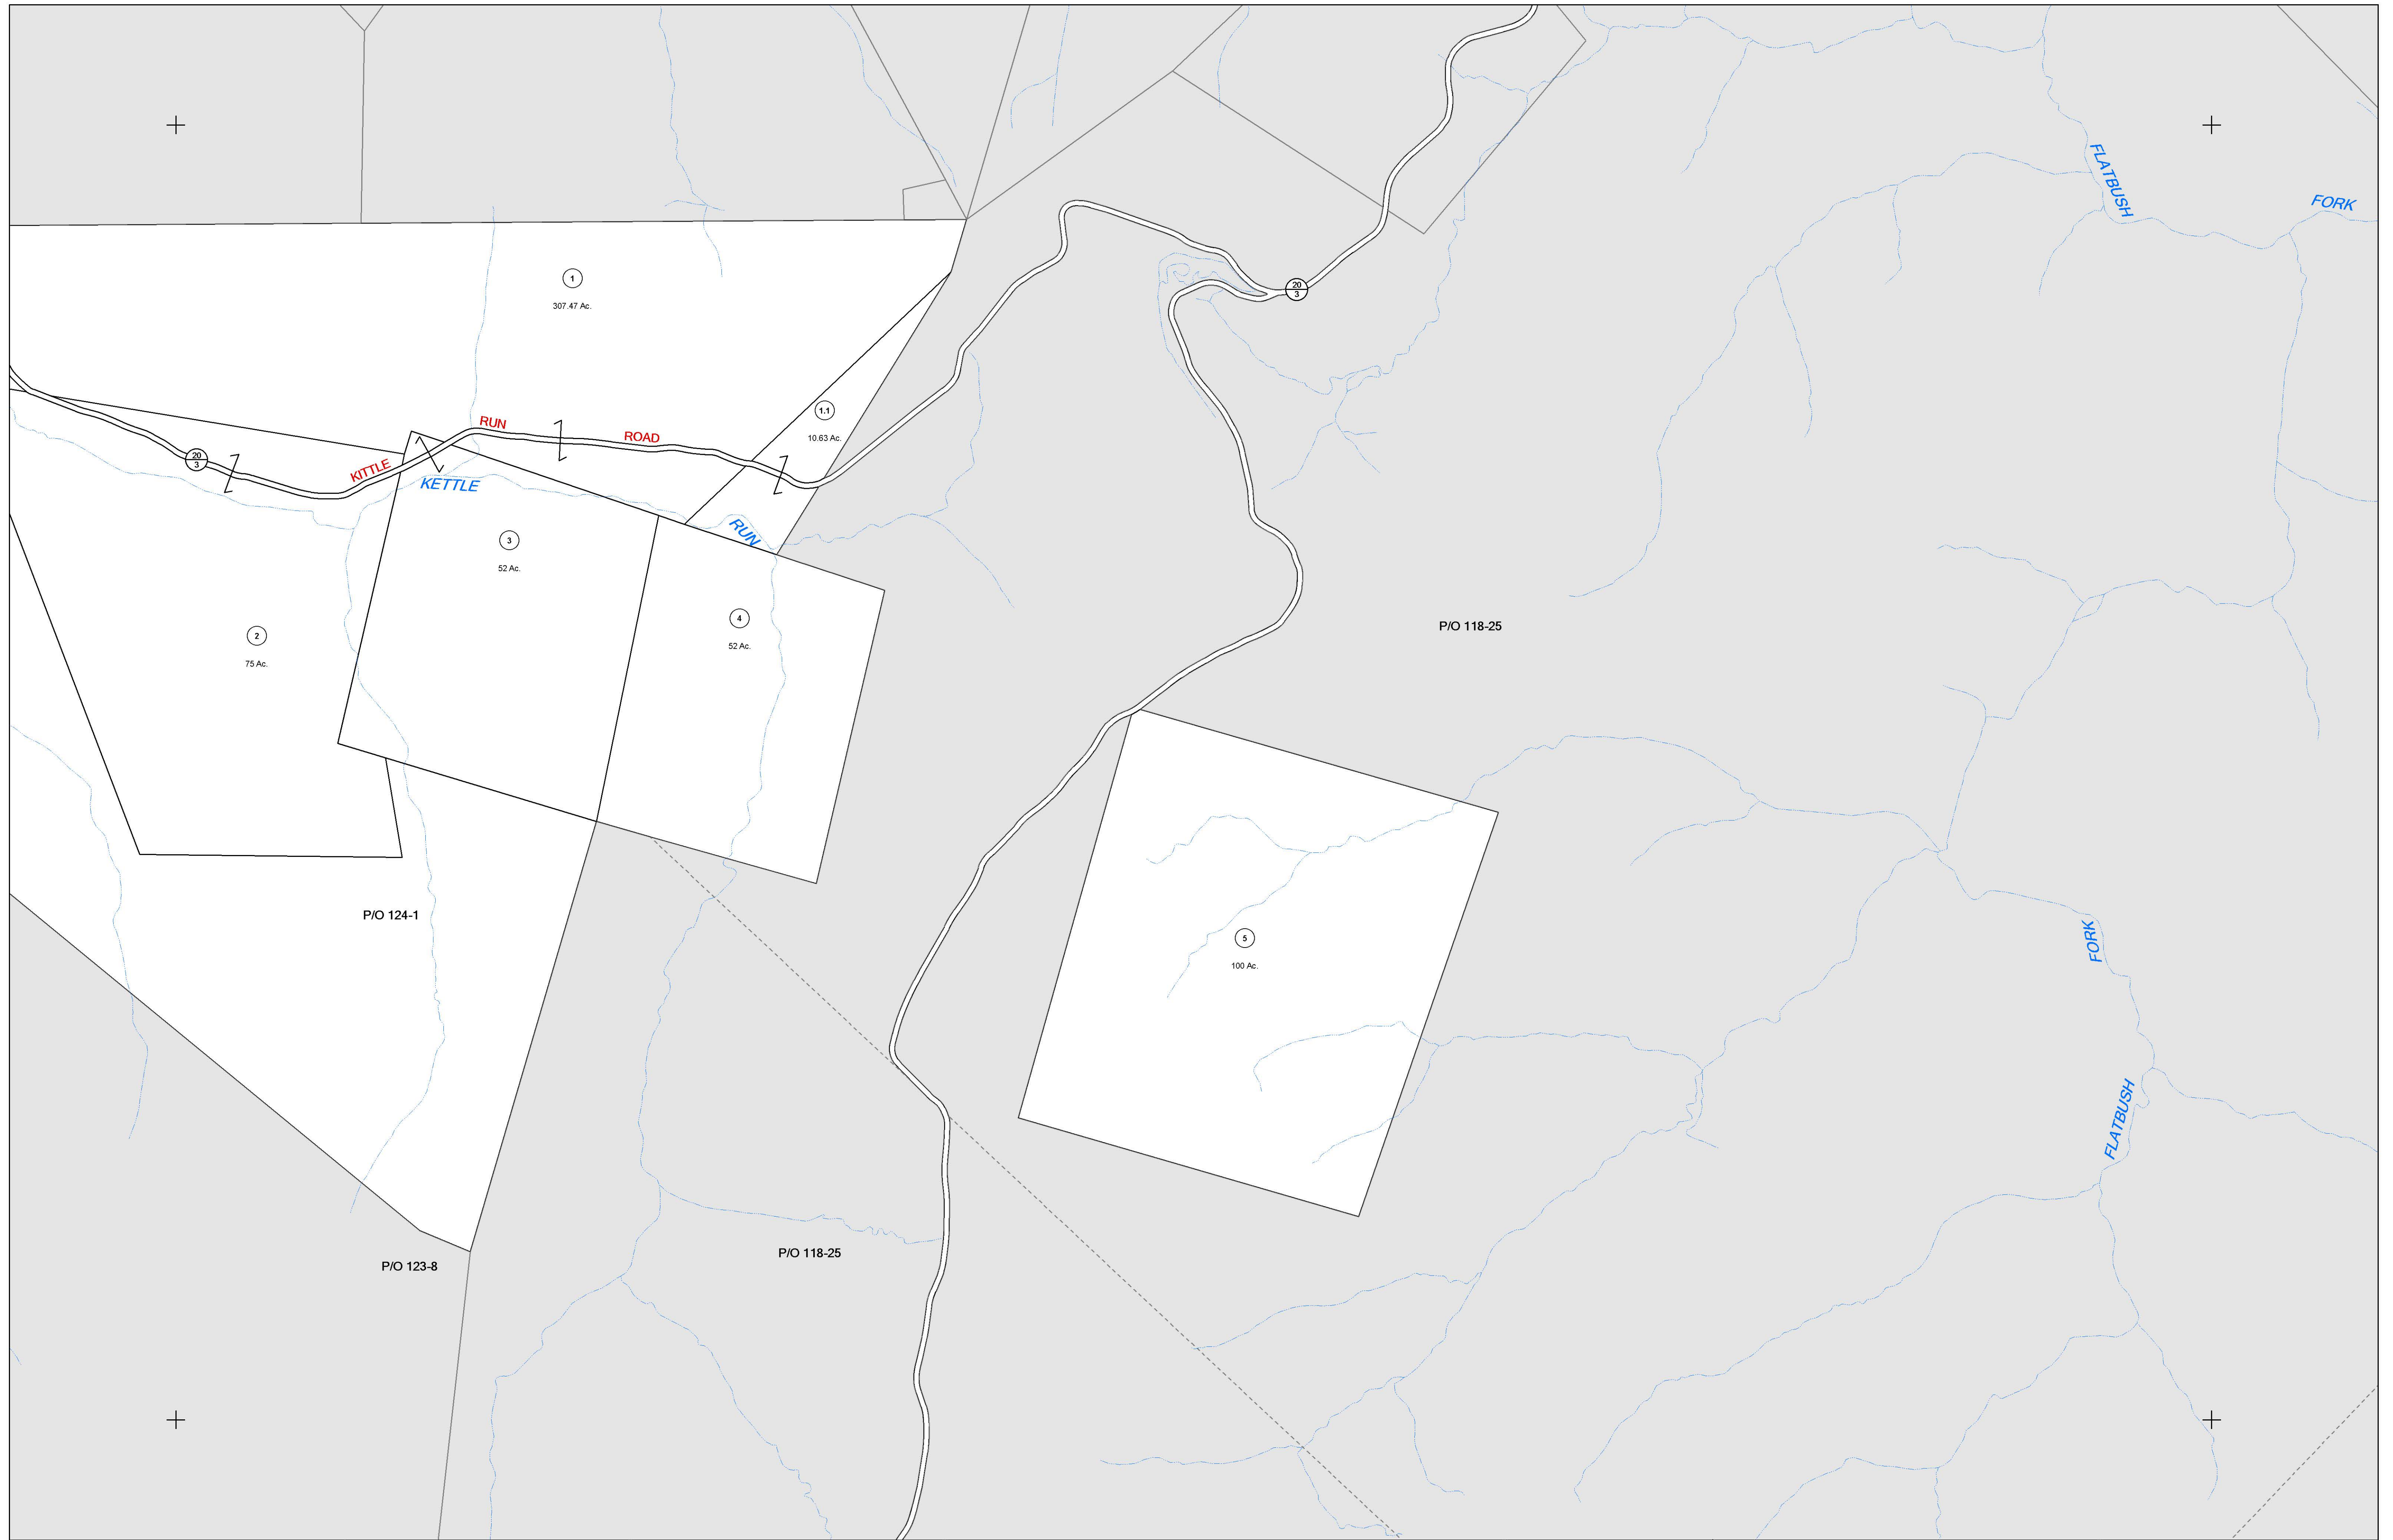 FLATBUSH
FORK
1
307.47 Ac.
20
3
1.1
10.63 Ac.
RUN
ROAD
20
3
KITTLE
KETTLE
RUN
3
52 Ac.
4
52 Ac.
2
75 Ac.
P/O 118-25
P/O 124-1
5
100 Ac.
FORK
FLATBUSH
P/O 118-25
P/O 123-8